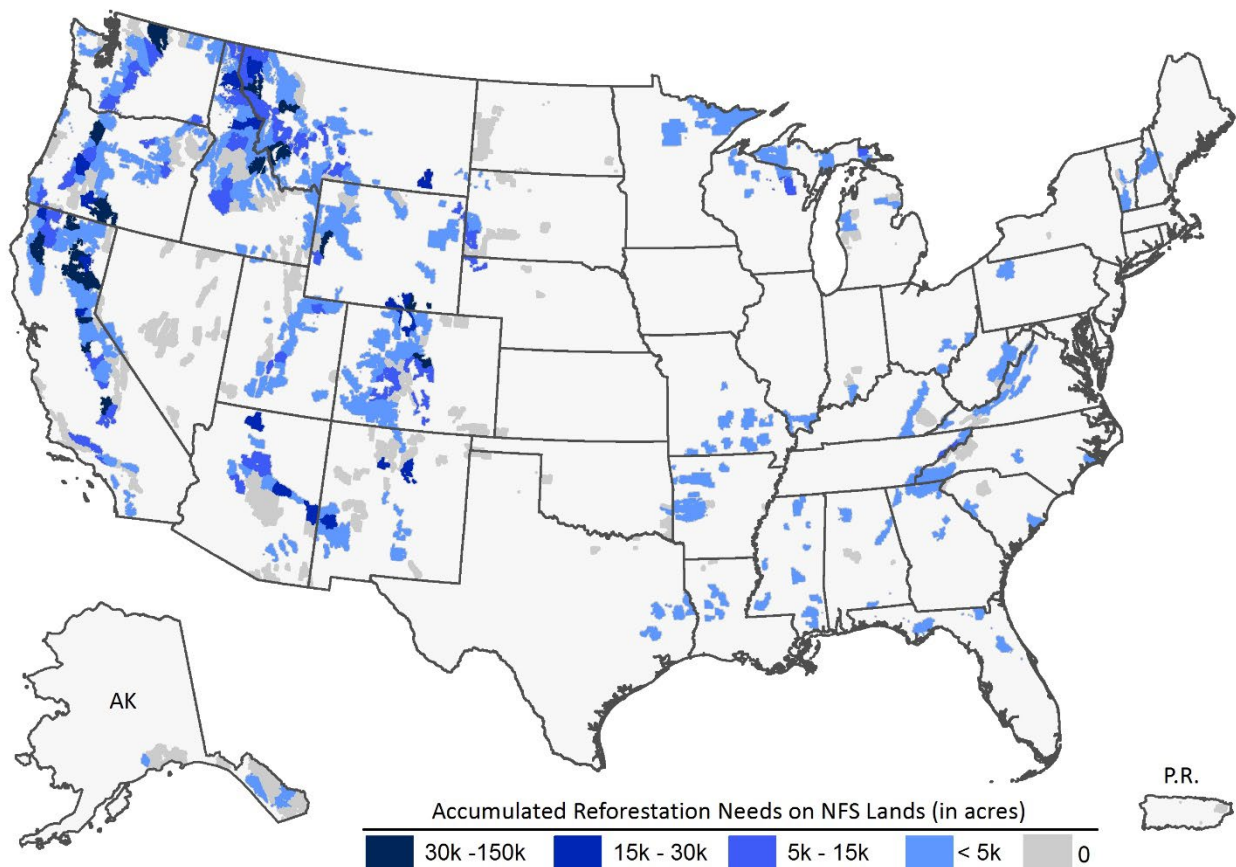 AK
P.R.
Accumulated Reforestation Needs on NFS Lands (in acres)
30k -150k 15k - 30k 5k - 15k < 5k 0